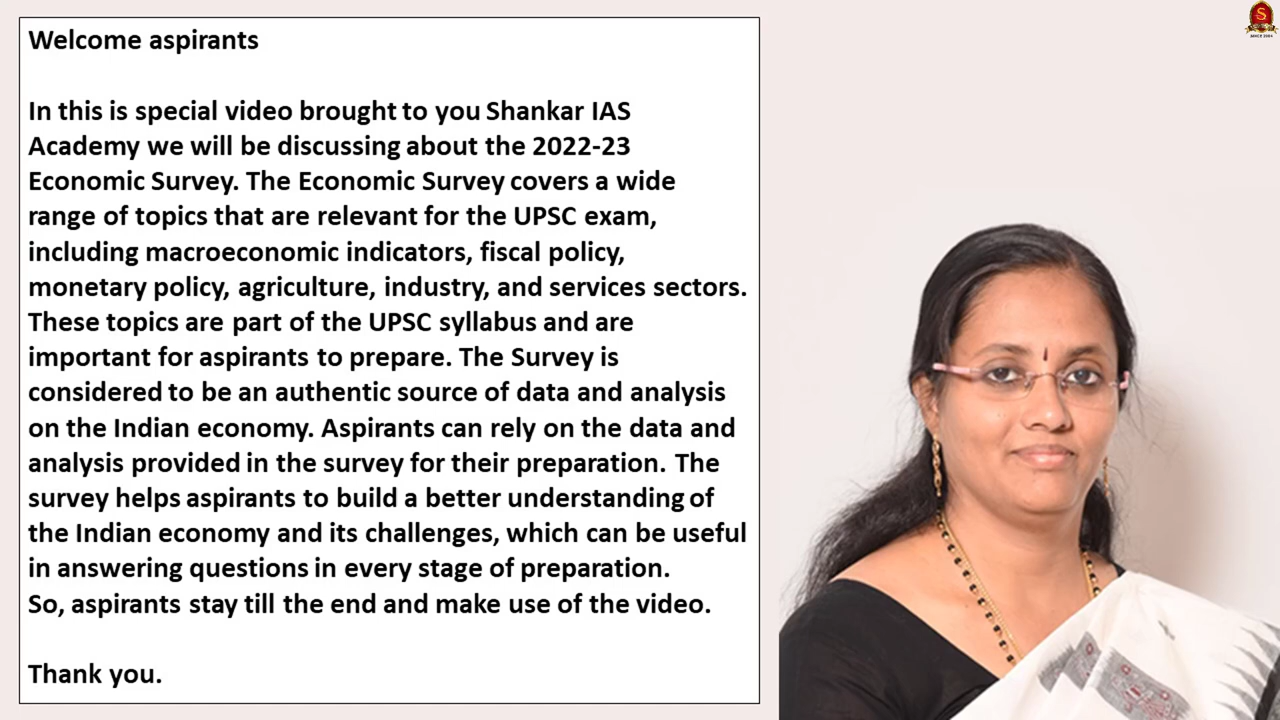 Welcome aspirants
In this is special video brought to you Shankar IAS
Academy we will be discussing about the 2022-23
Economic Survey. The Economic Survey covers a wide
range of topics that are relevant for the UPSC exam,
including macroeconomic indicators, fiscal policy,
monetary policy, agriculture, industry, and services sectors.
These topics are part of the UPSC syllabus and are
important for aspirants to prepare. The Survey is
considered to be an authentic source of data and analysis
on the Indian economy. Aspirants can rely on the data and
analysis provided in the survey for their preparation. The
survey helps aspirants to build a better understanding of
the Indian economy and its challenges, which can be useful
in answering questions in every stage of preparation.
So, aspirants stay till the end and make use of the video.
Thank you.
S
SINCE 2004